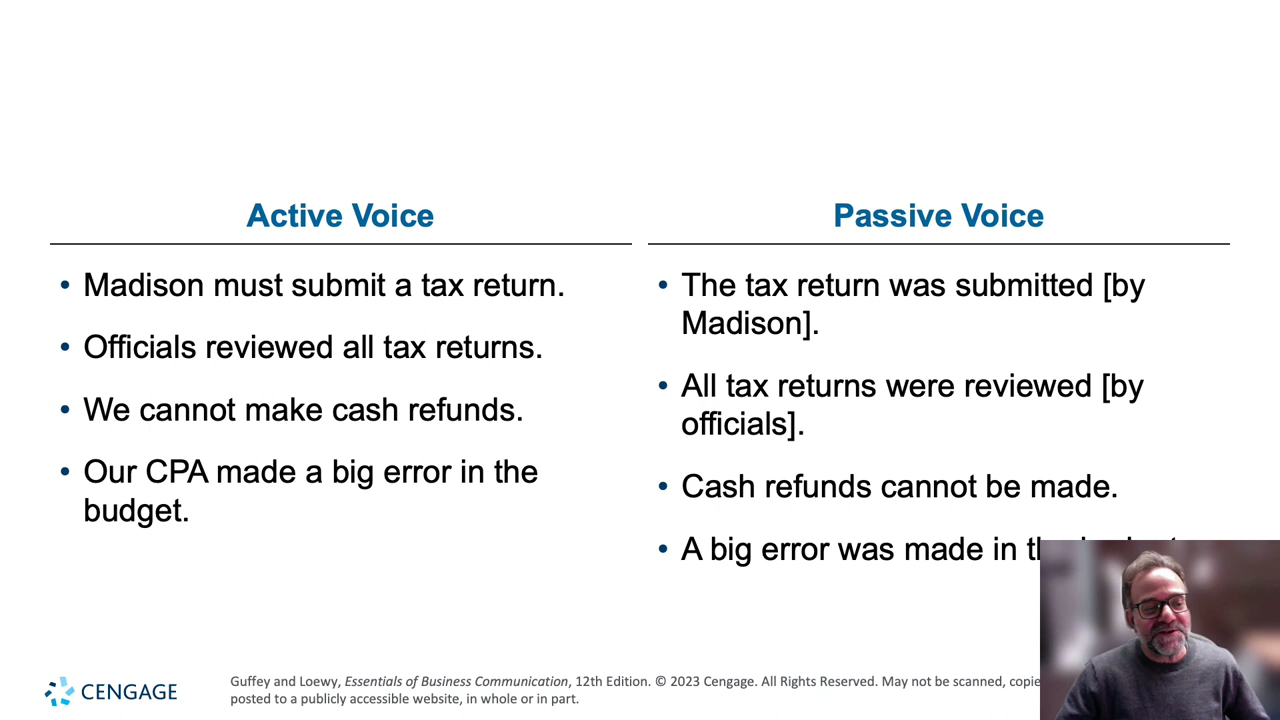 Active Voice
Passive Voice
• Madison must submit a tax return.
• Officials reviewed all tax returns.
• We cannot make cash refunds.
• Our CPA made a big error in the
budget.
• The tax return was submitted [by
Madison].
• All tax returns were reviewed [by
officials].
• Cash refunds cannot be made.
• A big error was made in
CENGAGE
Guffey and Loewy, Essentials of Business Communication, 12th Edition. © 2023 Cengage. All Rights Reserved. May not be scanned,
posted to a publicly accessible website, in whole or in part.